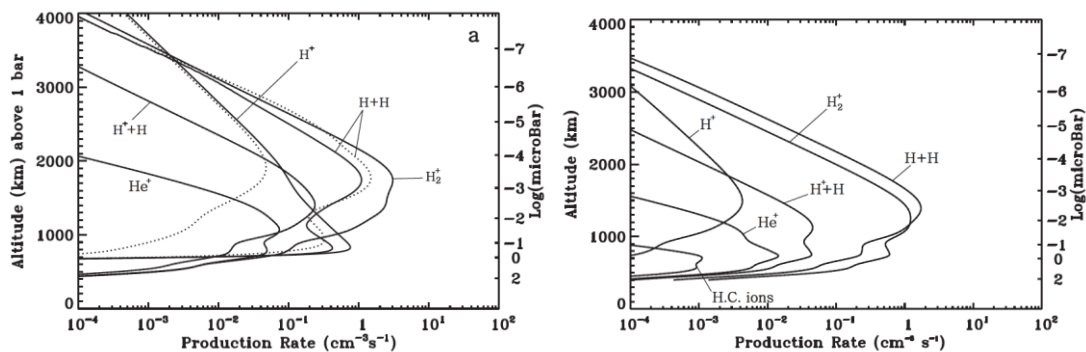 a
4000
3000
2000
1000
0
Altitude (km) above 1 bar
H⁺
H+H
H⁺+H
He⁺
H₂⁺
-7
-6
-5
-4
-3
-2
-1
0
2
Log(microBar)
10⁻⁴ 10⁻³ 10⁻² 10⁻¹ 1 10¹ 10²
Production Rate (cm⁻³s⁻¹)
4000
3000
2000
1000
0
Altitude (km)
H₂⁺
H⁺
H+H
H⁺+H
He⁺
H.C. ions
-7
-6
-5
-4
-3
-2
-1
0
2
Log(microBar)
10⁻⁴ 10⁻³ 10⁻² 10⁻¹ 1 10¹ 10²
Production Rate (cm⁻⁸ s⁻¹)